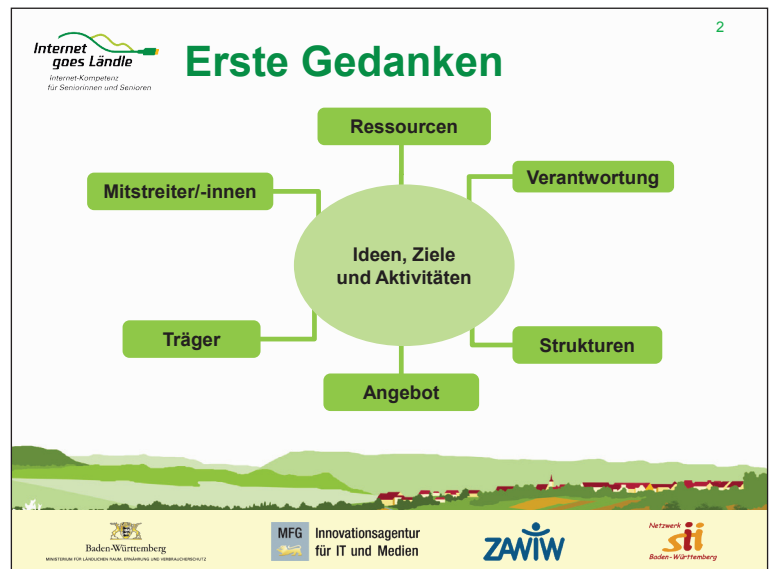 2
Internet
goes Ländle
Internet-Kompetenz
für Seniorinnen und Senioren
Erste Gedanken
Ressourcen
Mitstreiter/-innen
Verantwortung
Ideen, Ziele
und Aktivitäten
Träger
Strukturen
Angebot
Baden-Württemberg
MINISTERIUM FÜR LÄNDLICHEN RAUM, ERNÄHRUNG UND VERBRAUCHERSCHUTZ
MFG Innovationsagentur
für IT und Medien
ZAWiW
Netzwerk
sii
Baden-Württemberg